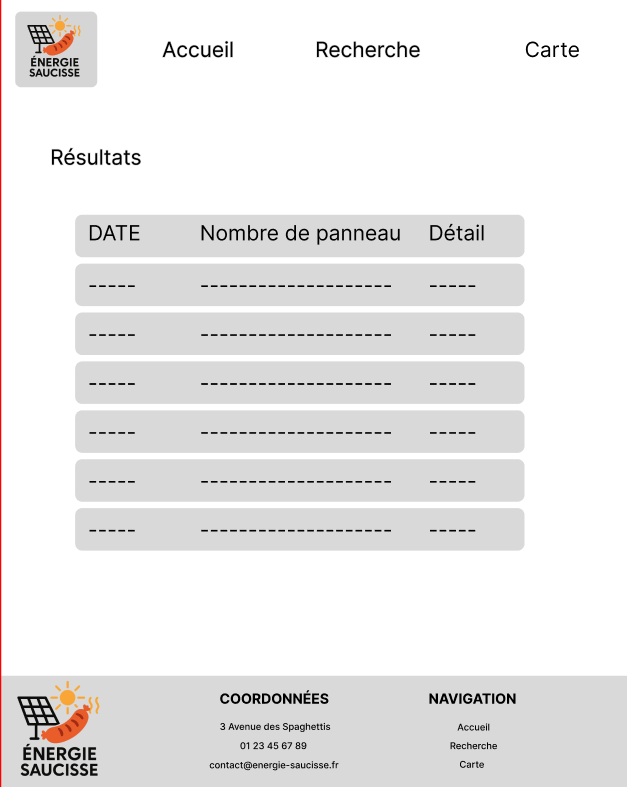 ÉNERGIE
SAUCISSE
Accueil Recherche Carte
Résultats
DATE Nombre de panneau Détail
----- -------------------- -----
----- -------------------- -----
----- -------------------- -----
----- -------------------- -----
----- -------------------- -----
----- -------------------- -----
ÉNERGIE
SAUCISSE
COORDONNÉES
3 Avenue des Spaghettis
01 23 45 67 89
contact@energie-saucisse.fr
NAVIGATION
Accueil
Recherche
Carte